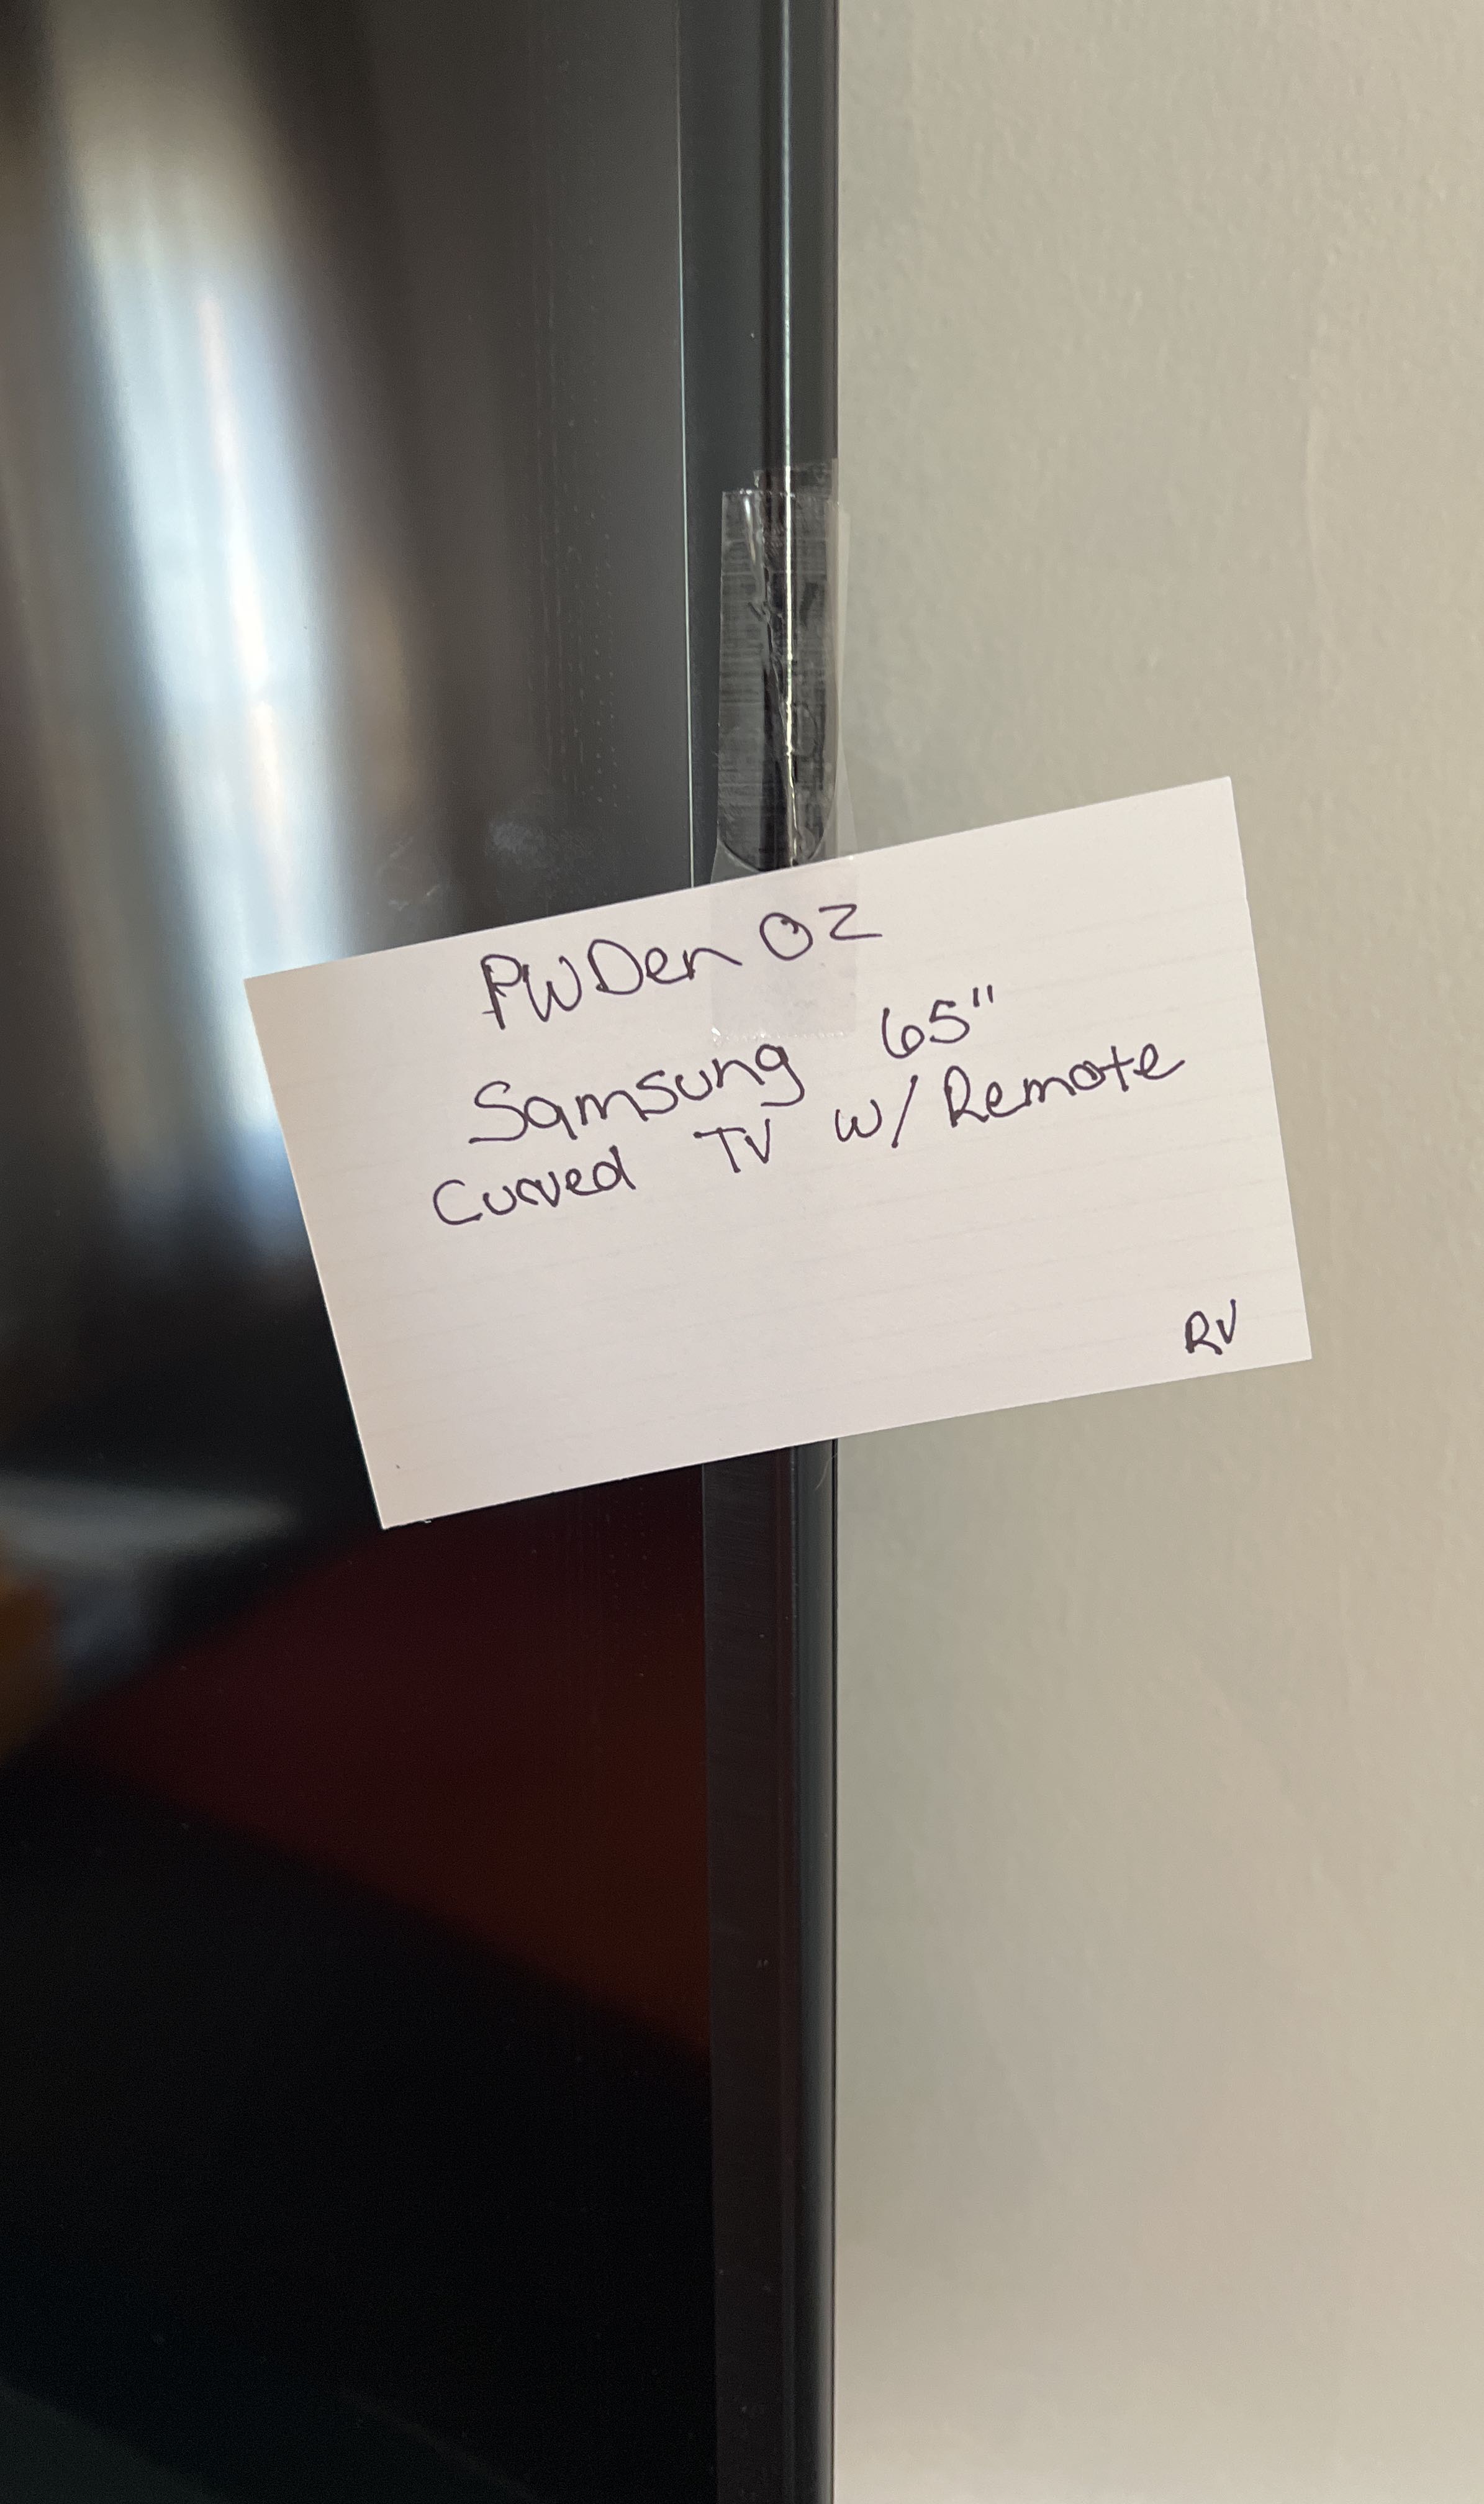 PWDen 02
Samsung 65"
Curved TV w/ Remote
RV